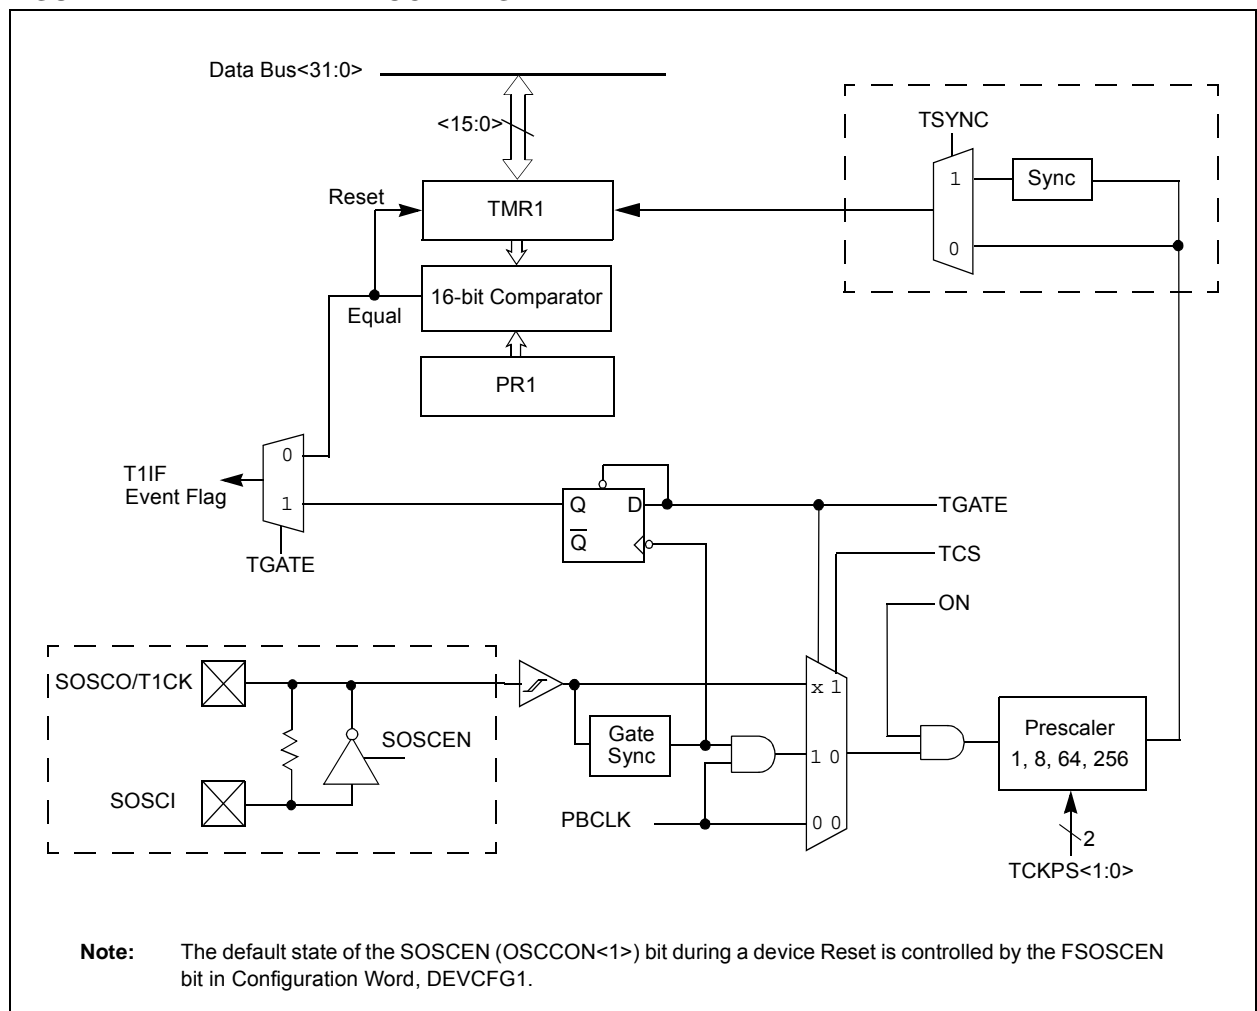 Data Bus<31:0>
<15:0>
TSYNC
1
Sync
0
Reset
TMR1
16-bit Comparator
Equal
PR1
0
1
T1IF
Event Flag
TGATE
Q
D
Q
TGATE
TCS
ON
SOSCO/T1CK
SOSCEN
SOSCI
Gate
Sync
PBCLK
x 1
1 0
0 0
Prescaler
1, 8, 64, 256
2
TCKPS<1:0>
Note: The default state of the SOSCEN (OSCCON<1>) bit during a device Reset is controlled by the FSOSCEN
bit in Configuration Word, DEVCFG1.